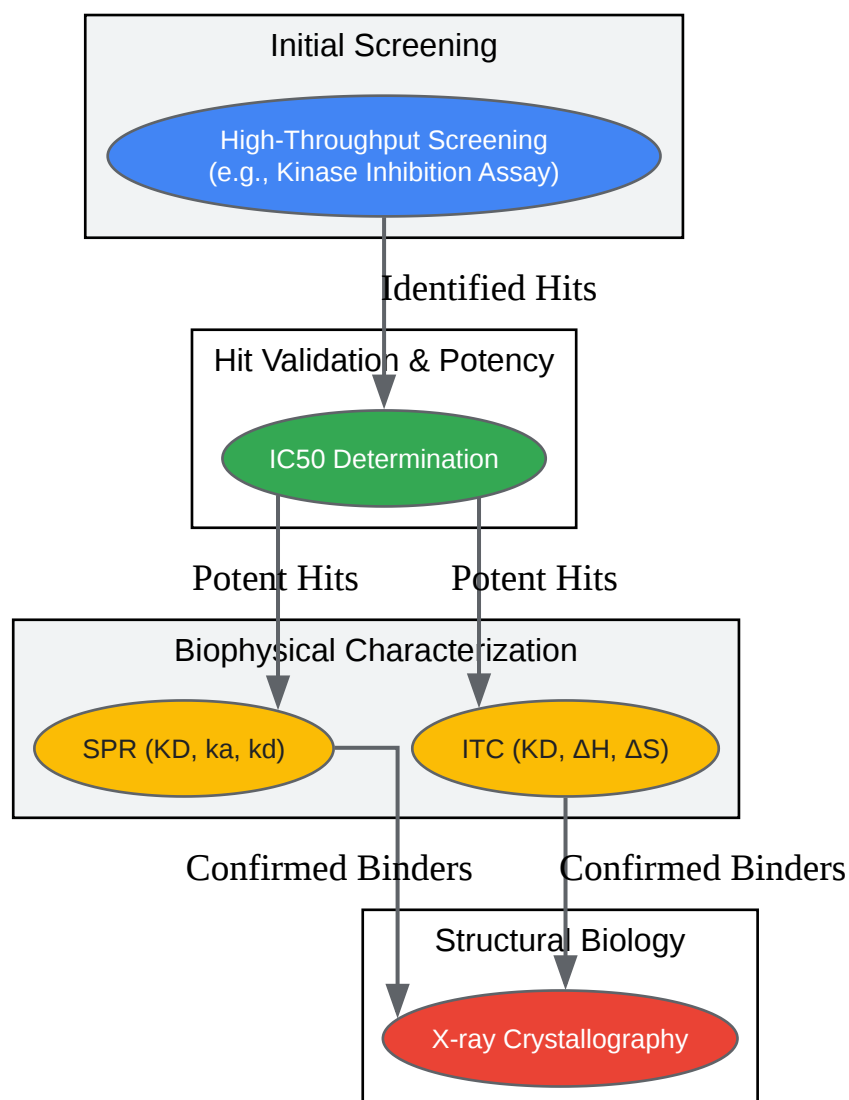 Initial Screening
High-Throughput Screening
(e.g., Kinase Inhibition Assay)
Identified Hits
Hit Validation & Potency
IC50 Determination
Potent Hits
Potent Hits
Biophysical Characterization
SPR (KD, ka, kd)
ITC (KD, ΔH, ΔS)
Confirmed Binders
Confirmed Binders
Structural Biology
X-ray Crystallography